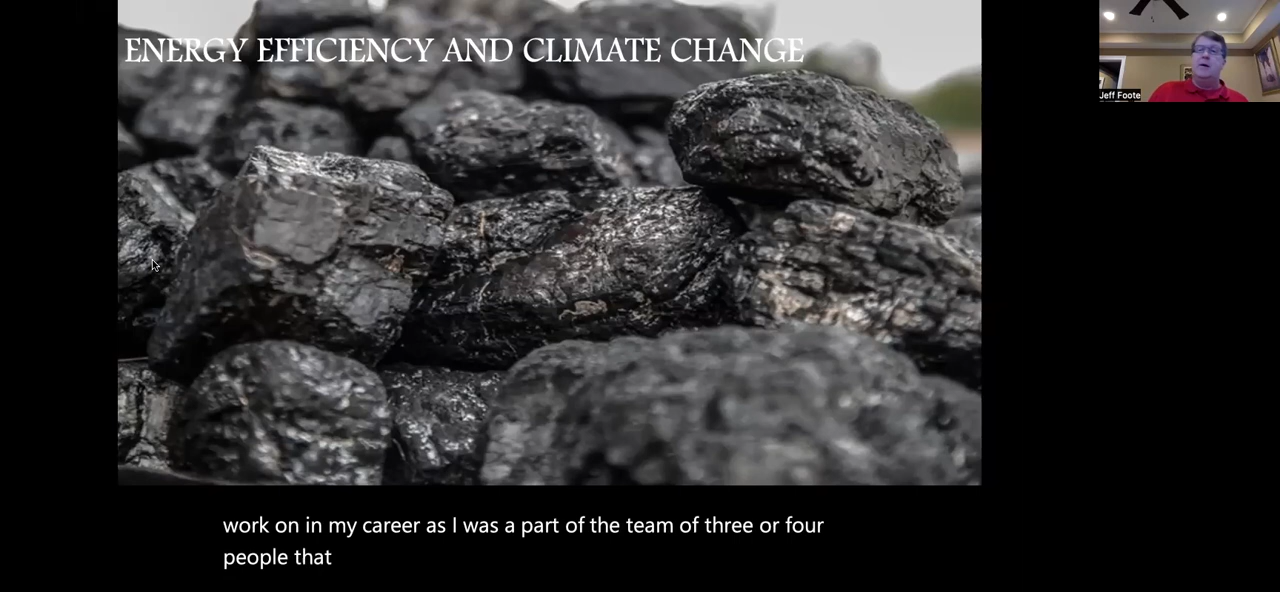 ENERGY EFFICIENCY AND CLIMATE CHANGE
Jeff Foote
work on in my career as I was a part of the team of three or four
people that